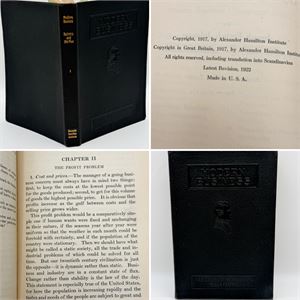 Modern
Business
Copyright, 1917, by Alexander Hamilton Institute
Copyright in Great Britain, 1917, by Alexander Hamilton Insti
All rights reserved, including translation into Scandinavian
Latest Revision, 1922
Made in U. S. A.
CHAPTER II
THE PROFIT PROBLEM
1. Cost and prices.—The manager of a going busi-
ness concern must always have in mind two things:
first, to keep the costs at the lowest possible point
for the goods produced; second, to get for this volume
of goods the highest possible price. It is obvious that
profits increase as the gulf between costs and the
selling price grows wider.
This profit problem would be a comparatively sim-
ple one if human wants were fixed and unchanging
in their nature, if the seasons year after year were
uniform so that the weather in each month could be
foretold with certainty, and if the population of the
country were stationary. Then we should have what
might be called a static society, all the trade and in-
dustrial problems of which could be solved for all
time. But our twentieth century civilization is just
the opposite—it is dynamic rather than static. Busi-
ness and industry are in a constant state of flux.
Change rather than stability is the law of the day.
This statement is especially true of the United States,
for here population is increasing rapidly and the
tastes and needs of the people are subject to great and
MODERN
BUSINESS